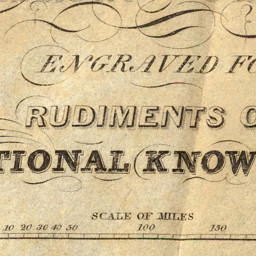 ENGRAVED FO
RUDIMENTS O
TIONAL KNOW
SCALE OF MILES
10 20 30 40 50 100 150